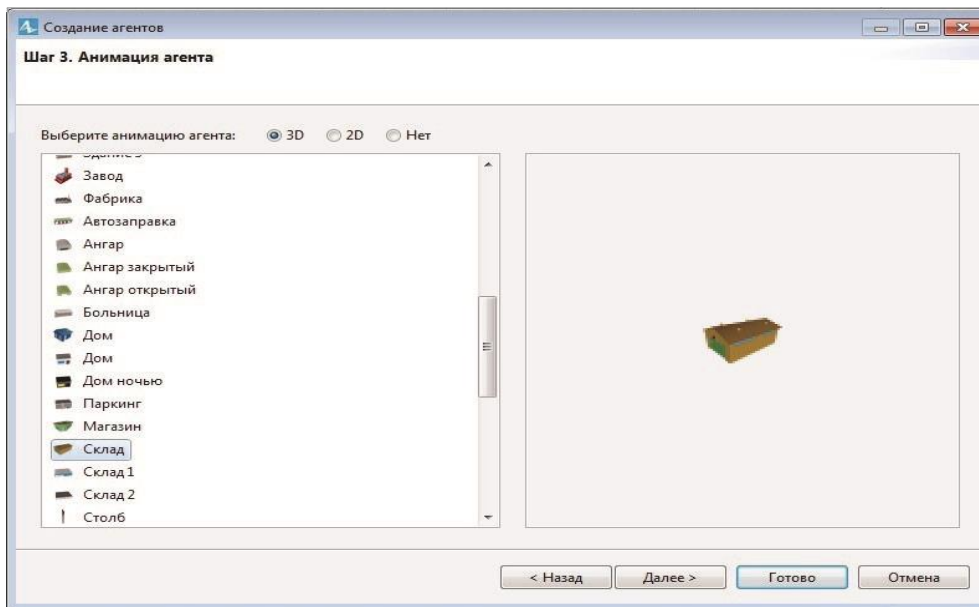 Создание агентов
Шаг 3. Анимация агента
Выберите анимацию агента: 3D 2D Нет
Завод
Фабрика
Автозаправка
Ангар
Ангар закрытый
Ангар открытый
Больница
Дом
Дом
Дом ночью
Паркинг
Магазин
Склад
Склад 1
Склад 2
Столб
< Назад Далее > Готово Отмена